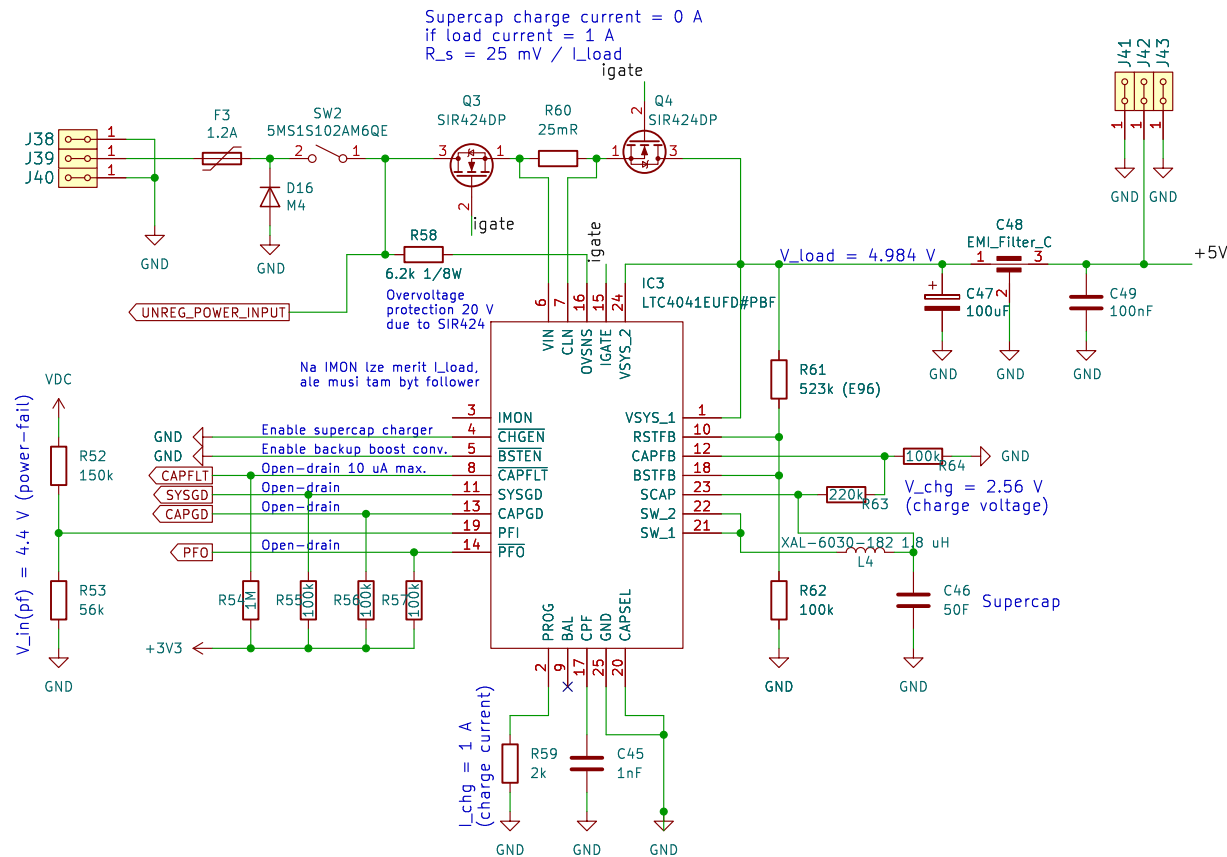 Supercap charge current = 0 A
if load current = 1 A
R_s = 25 mV / I_load
igate
J41
J42
J43
1
1
1
GND
GND
J38
J39
J40
1
1
1
GND
F3
1.2A
SW2
5MS1S102AM6QE
2
1
D16
M4
GND
Q3
SIR424DP
3
1
2
igate
R60
25mR
Q4
SIR424DP
2
1
3
R58
6.2k 1/8W
Overvoltage
protection 20 V
due to SIR424
igate
UNREG_POWER_INPUT
V_load = 4.984 V
C48
EMI_Filter_C
1
3
2
GND
+5V
C47
100uF
+
GND
C49
100nF
GND
IC3
LTC4041EUFD#PBF
6
7
16
15
24
VIN
CLN
OVSNS
IGATE
VSYS_2
Na IMON lze merit I_load,
ale musi tam byt follower
VDC
V_in(pf) = 4.4 V (power-fail)
R52
150k
R53
56k
GND
GND
GND
Enable supercap charger
Enable backup boost conv.
CAPFLT
Open-drain 10 uA max.
SYSGD
Open-drain
CAPGD
Open-drain
PFO
Open-drain
3
IMON
4
CHGEN
5
BSTEN
8
CAPFLT
11
SYSGD
13
CAPGD
19
PFI
14
PFO
VSYS_1
1
RSTFB
10
CAPFB
12
BSTFB
18
SCAP
23
SW_2
22
SW_1
21
R61
523k (E96)
R62
100k
GND
100k
R64
GND
220k
R63
V_chg = 2.56 V
(charge voltage)
XAL-6030-182 1.8 uH
L4
C46
50F
Supercap
GND
R54
1M
R55
100k
R56
100k
R57
100k
+3V3
PROG
BAL
CPF
GND
CAPSEL
2
9
17
25
20
I_chg = 1 A
(charge current)
R59
2k
GND
C45
1nF
GND
GND